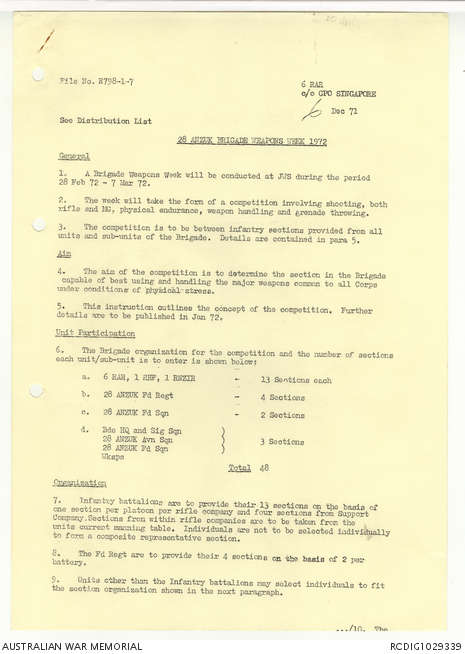 File No. R798-1-7
6 RAR
c/o GPO SINGAPORE
6 Dec 71
See Distribution List
28 ANZUK BRIGADE WEAPONS WEEK 1972
General
1. A Brigade Weapons Week will be conducted at JWS during the period
28 Feb 72 - 7 Mar 72.
2. The week will take the form of a competition involving shooting, both
rifle and MG, physical endurance, weapon handling and grenade throwing.
3. The competition is to be between infantry sections provided from all
units and sub-units of the Brigade. Details are contained in para 5.
Aim
4. The aim of the competition is to determine the section in the Brigade
capable of best using and handling the major weapons common to all Corps
under conditions of physical stress.
5. This instruction outlines the concept of the competition. Further
details are to be published in Jan 72.
Unit Participation
6. The Brigade organization for the competition and the number of sections
each unit/sub-unit is to enter is shown below;
a. 6 RAR, 1 RHF, 1 RNZIR - 13 Sections each
b. 28 ANZUK Fd Regt - 4 Sections
c. 28 ANZUK Fd Sqn - 2 Sections
d. Bde HQ and Sig Sqn )
28 ANZUK Avn Sqn ) 3 Sections
28 ANZUK Fd Sqn )
Wksps
Total 48
Organization
7. Infantry battalions are to provide their 13 sections on the basis of
one section per platoon per rifle company and four sections from Support
Company.Sections from within rifle companies are to be taken from the
units current manning table. Individuals are not to be selected individually
to form a composite representative section.
8. The Fd Regt are to provide their 4 sections on the basis of 2 per
battery.
9. Units other than the Infantry battalions may select individuals to fit
the section organization shown in the next paragraph.
.../10. The
AUSTRALIAN WAR MEMORIAL
RCDIG1029339